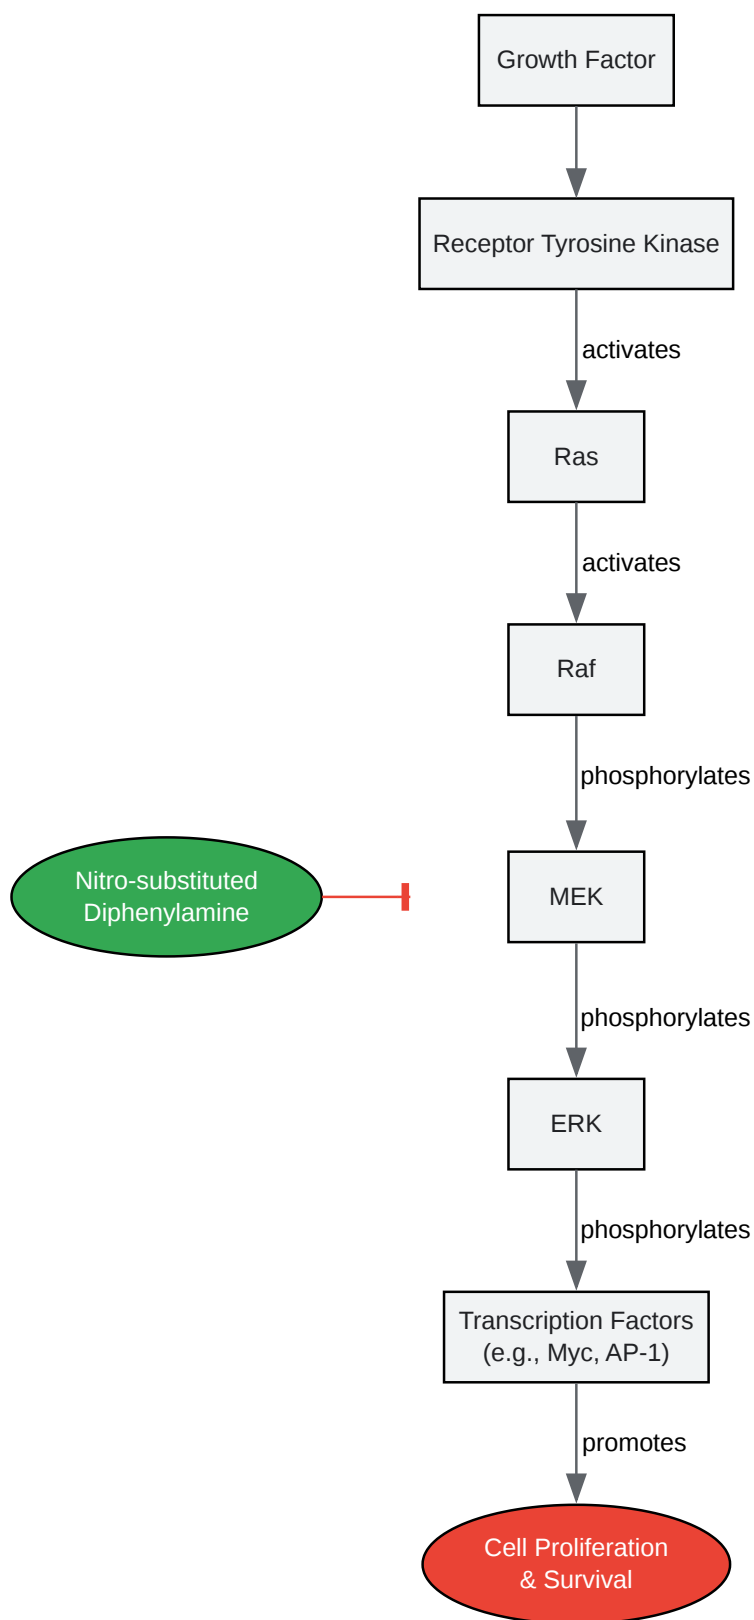 Growth Factor
Receptor Tyrosine Kinase
activates
Ras
activates
Raf
phosphorylates
Nitro-substituted
Diphenylamine
MEK
phosphorylates
ERK
phosphorylates
Transcription Factors
(e.g., Myc, AP-1)
promotes
Cell Proliferation
& Survival